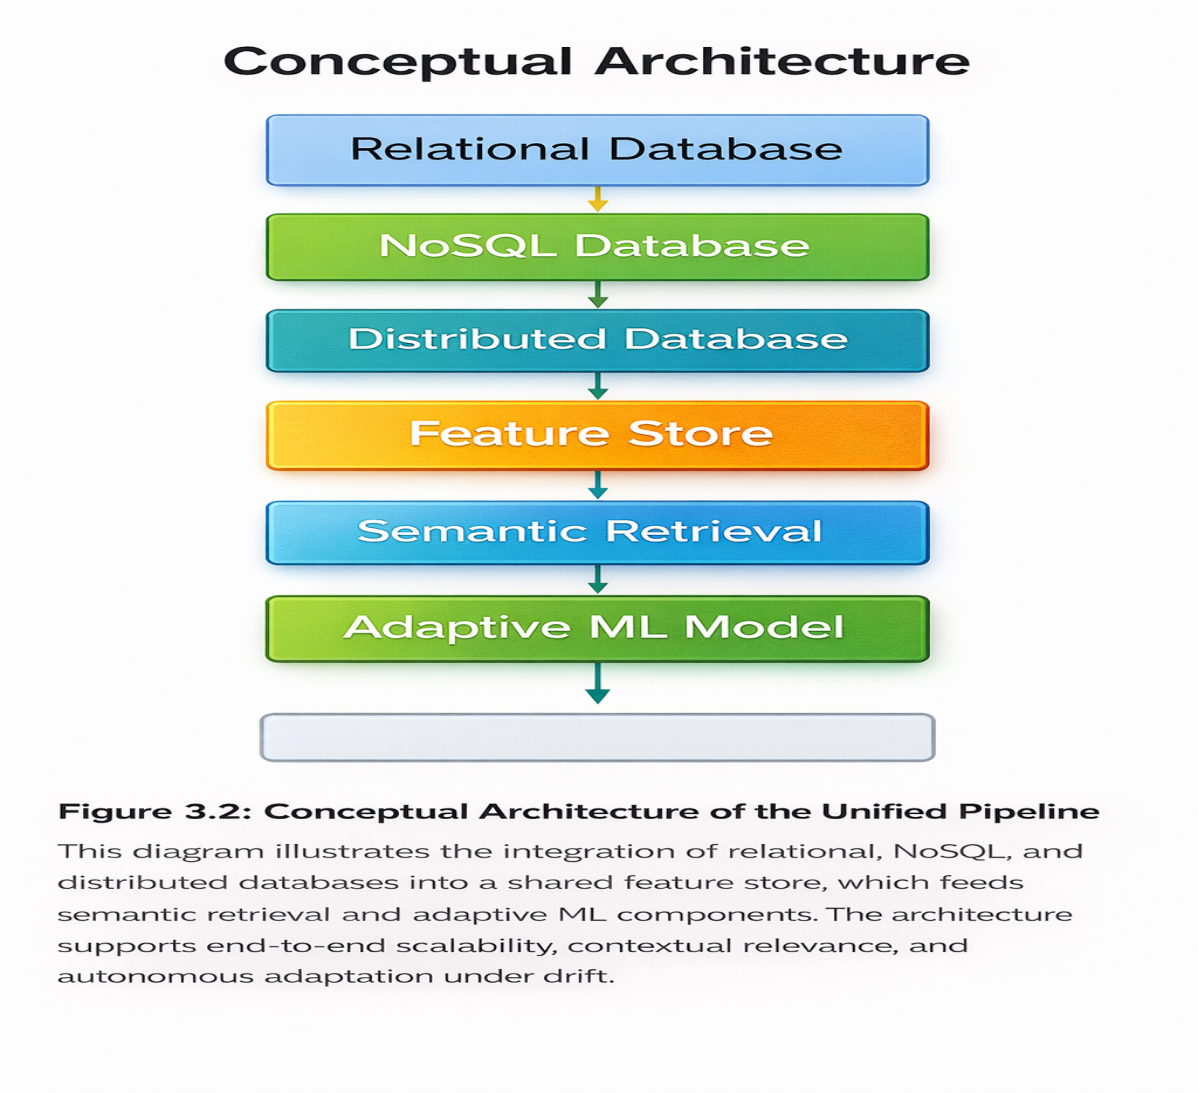 Conceptual Architecture
Relational Database
NoSQL Database
Distributed Database
Feature Store
Semantic Retrieval
Adaptive ML Model
Figure 3.2: Conceptual Architecture of the Unified Pipeline
This diagram illustrates the integration of relational, NoSQL, and
distributed databases into a shared feature store, which feeds
semantic retrieval and adaptive ML components. The architecture
supports end-to-end scalability, contextual relevance, and
autonomous adaptation under drift.